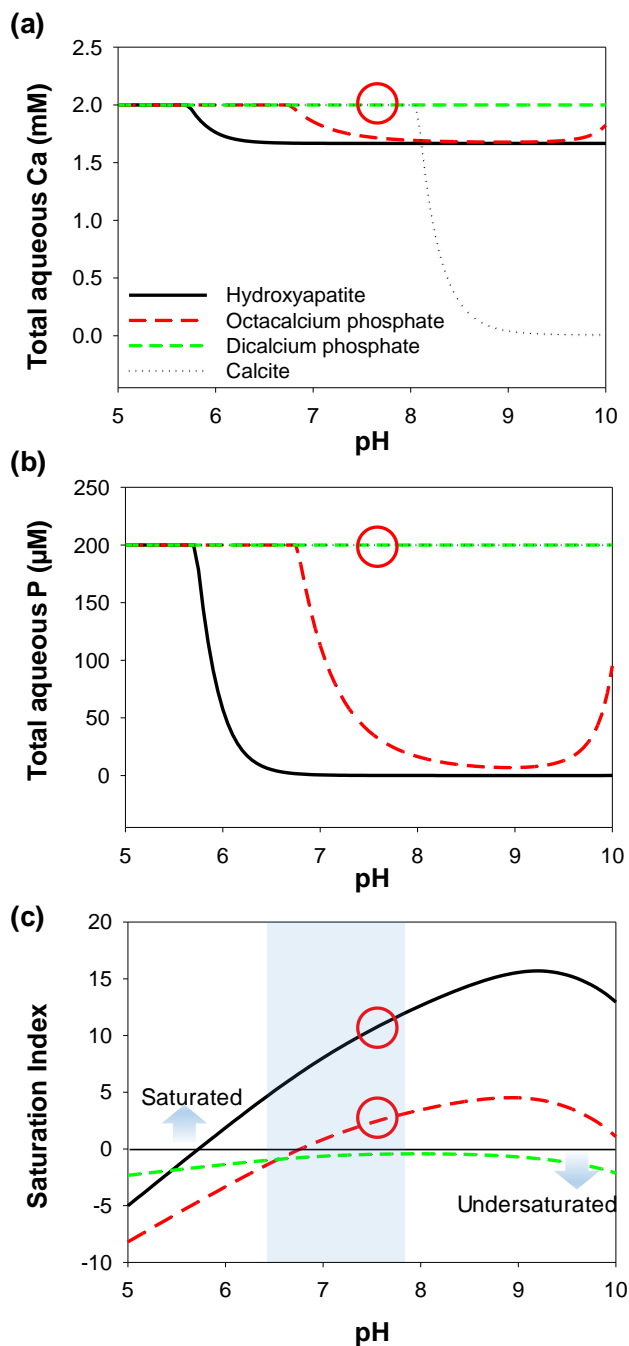 (a)
Total aqueous Ca (mM)
2.5
2.0
1.5
1.0
0.5
0.0
Hydroxyapatite
Octacalcium phosphate
Dicalcium phosphate
Calcite
5 6 7 8 9 10
pH
(b)
Total aqueous P (µM)
250
200
150
100
50
0
5 6 7 8 9 10
pH
(c)
Saturation Index
20
15
10
5
0
-5
-10
Saturated
Undersaturated
5 6 7 8 9 10
pH